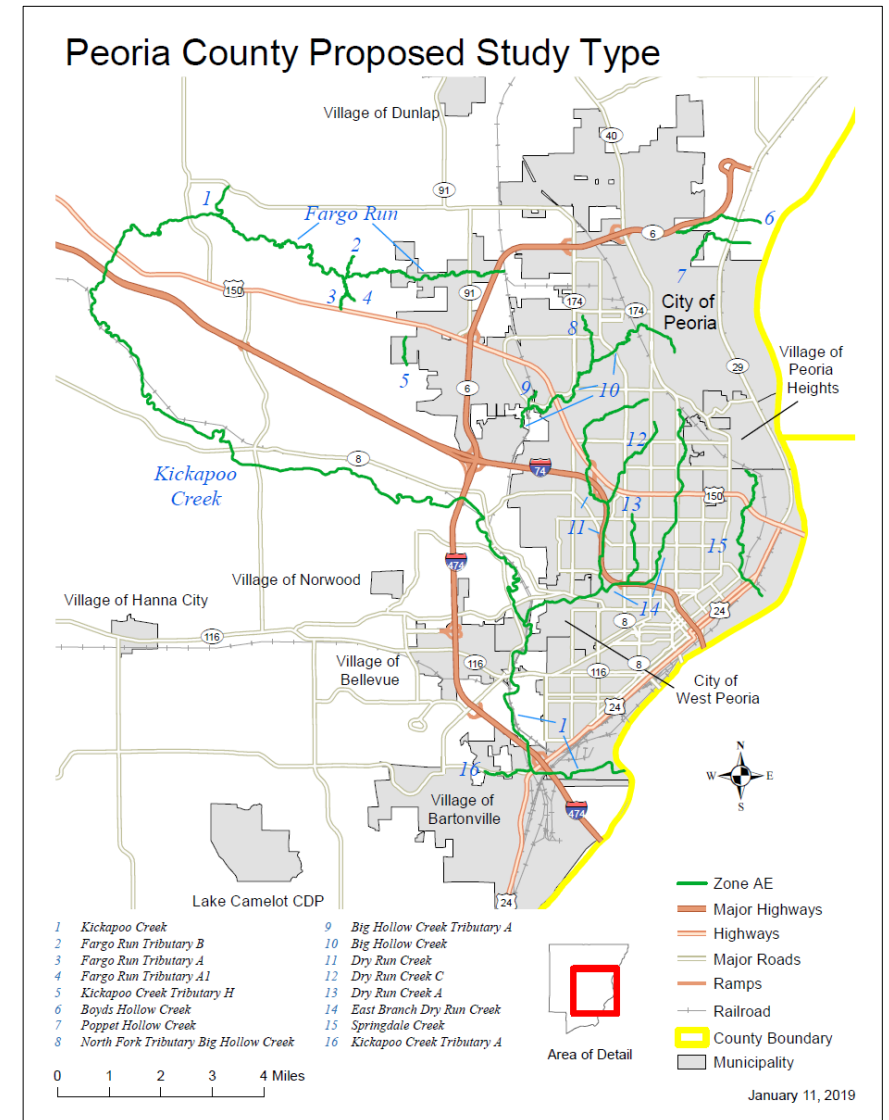 Peoria County Proposed Study Type
Village of Dunlap
40
91
1
Fargo Run
6
6
2
7
150
3
4
91
174
174
City of
Peoria
8
Village of
Peoria
Heights
29
5
6
9
10
12
8
74
Kickapoo
Creek
150
13
11
15
474
Village of Norwood
14
24
Village of Hanna City
8
116
Village of
Bellevue
116
116
8
City of
West Peoria
24
1
N
W
E
S
16
Village of
Bartonville
474
Lake Camelot CDP
24
1 Kickapoo Creek
2 Fargo Run Tributary B
3 Fargo Run Tributary A
4 Fargo Run Tributary A1
5 Kickapoo Creek Tributary H
6 Boyds Hollow Creek
7 Poppet Hollow Creek
8 North Fork Tributary Big Hollow Creek
9 Big Hollow Creek Tributary A
10 Big Hollow Creek
11 Dry Run Creek
12 Dry Run Creek C
13 Dry Run Creek A
14 East Branch Dry Run Creek
15 Springdale Creek
16 Kickapoo Creek Tributary A
Area of Detail
Zone AE
Major Highways
Highways
Major Roads
Ramps
Railroad
County Boundary
Municipality
0 1 2 3 4 Miles
January 11, 2019